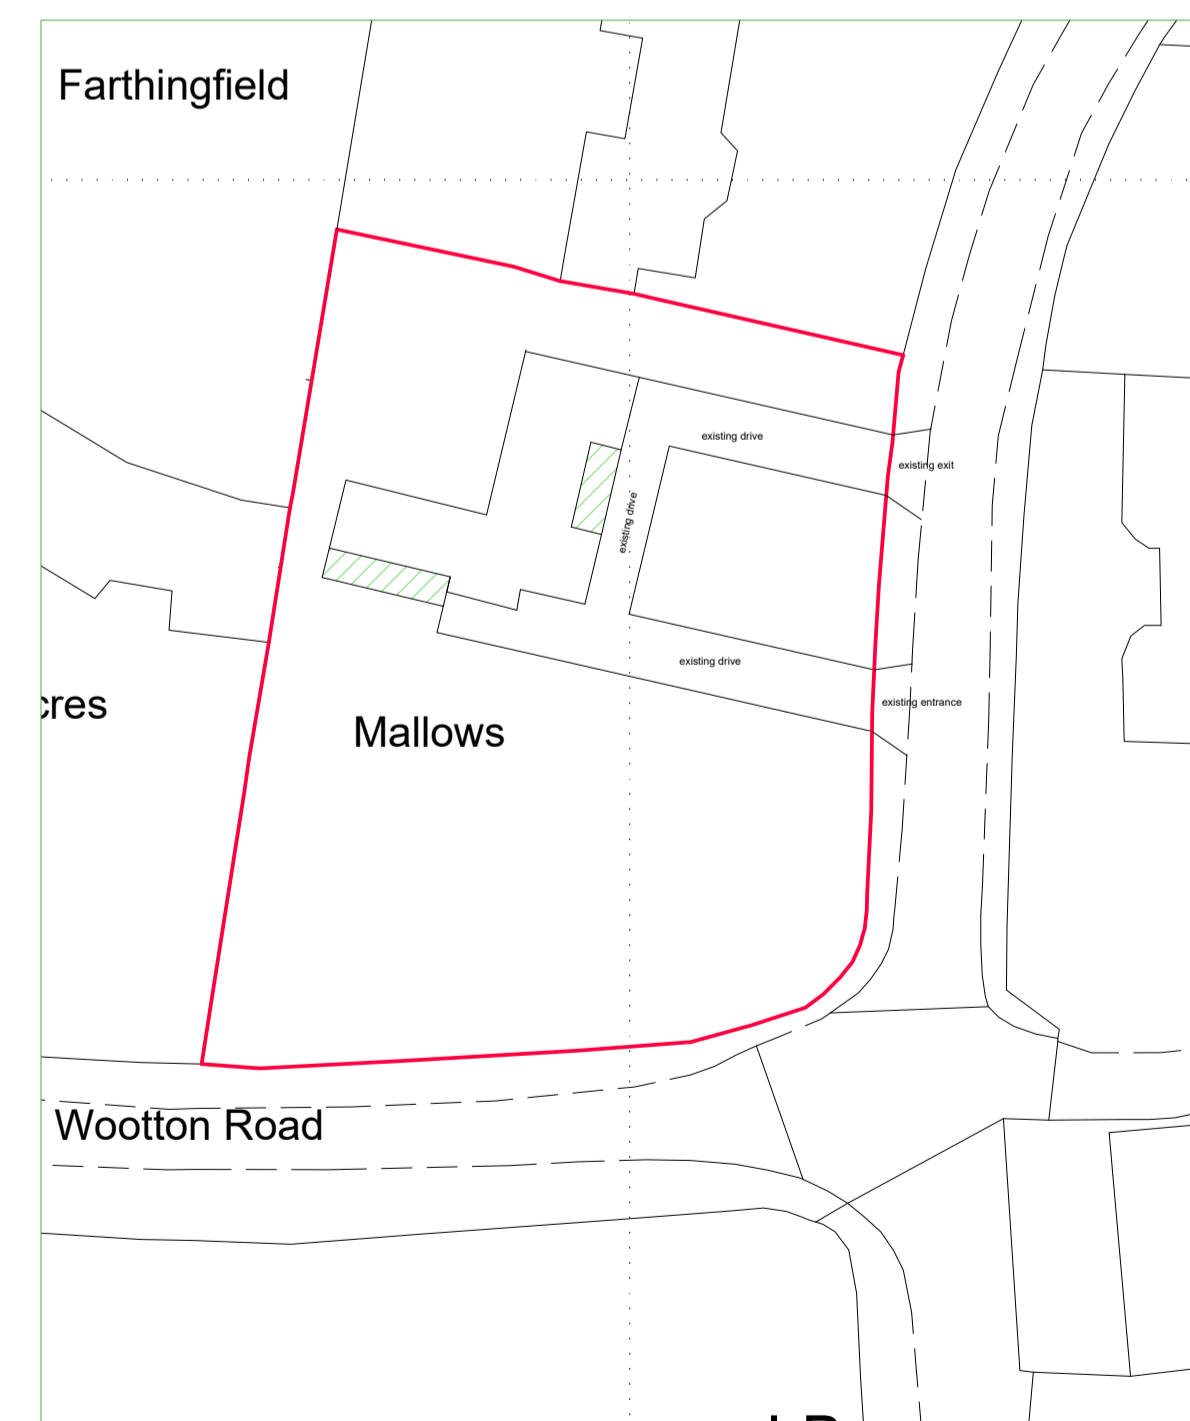 Farthingfield
existing drive
existing exit
existing drive
existing drive
existing entrance
cres
Mallows
Wootton Road